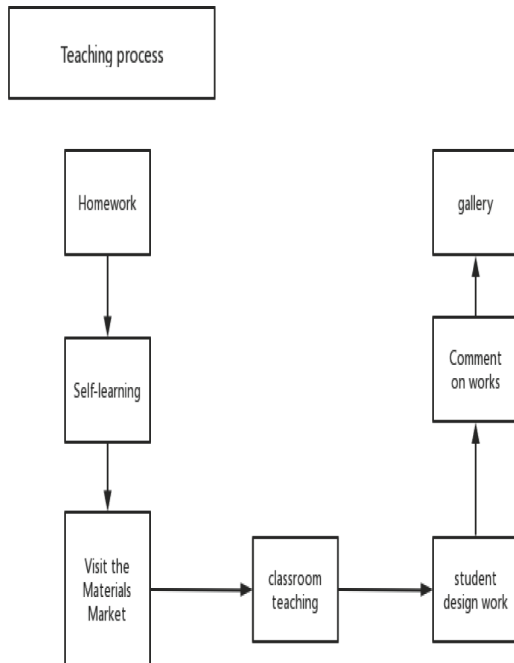 Teaching process
Homework
Self-learning
Visit the
Materials
Market
classroom
teaching
student
design work
Comment
on works
gallery